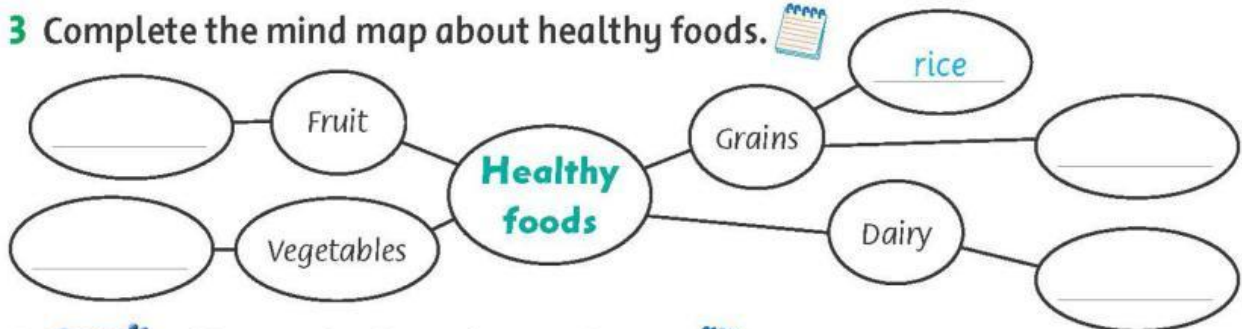 3 Complete the mind map about healthy foods.
rice
Fruit
Grains
Healthy
foods
Vegetables
Dairy